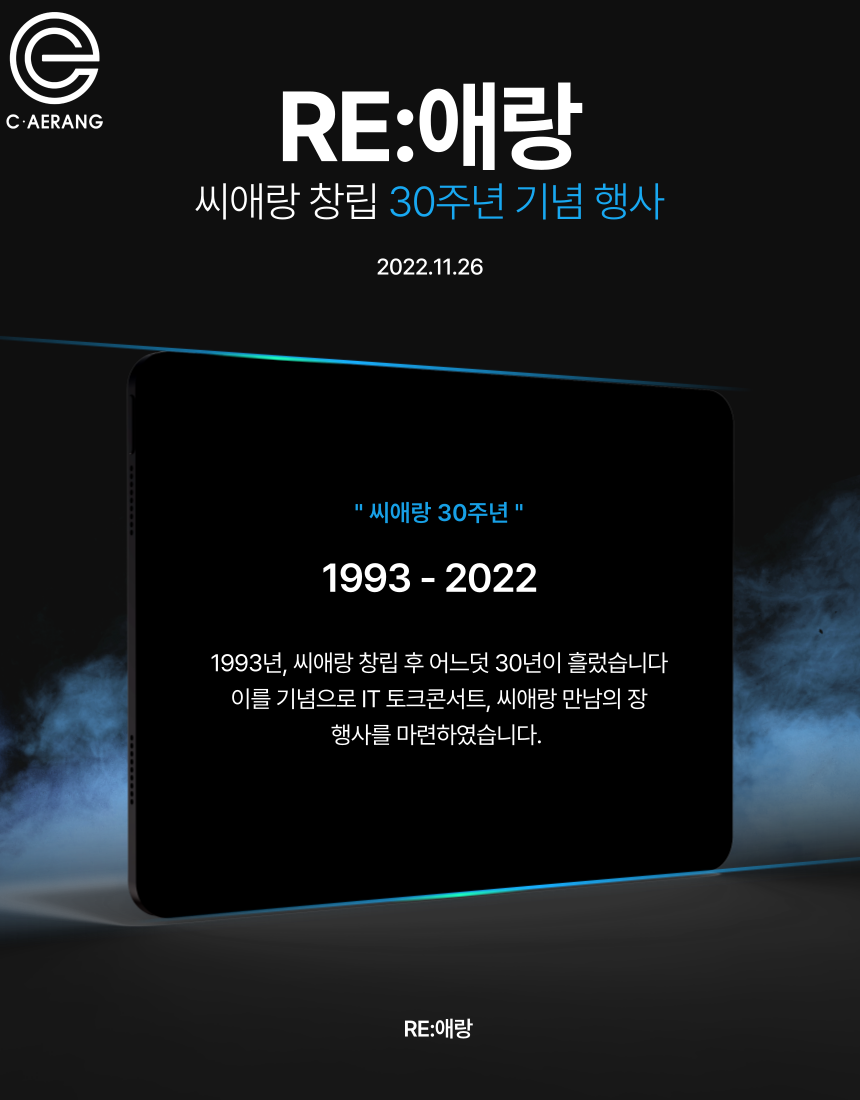 C·AERANG
RE:애랑
씨애랑 창립 30주년 기념 행사
2022.11.26
" 씨애랑 30주년 "
1993 - 2022
1993년, 씨애랑 창립 후 어느덧 30년이 흘렀습니다
이를 기념으로 IT 토크콘서트, 씨애랑 만남의 장
행사를 마련하였습니다.
RE:애랑